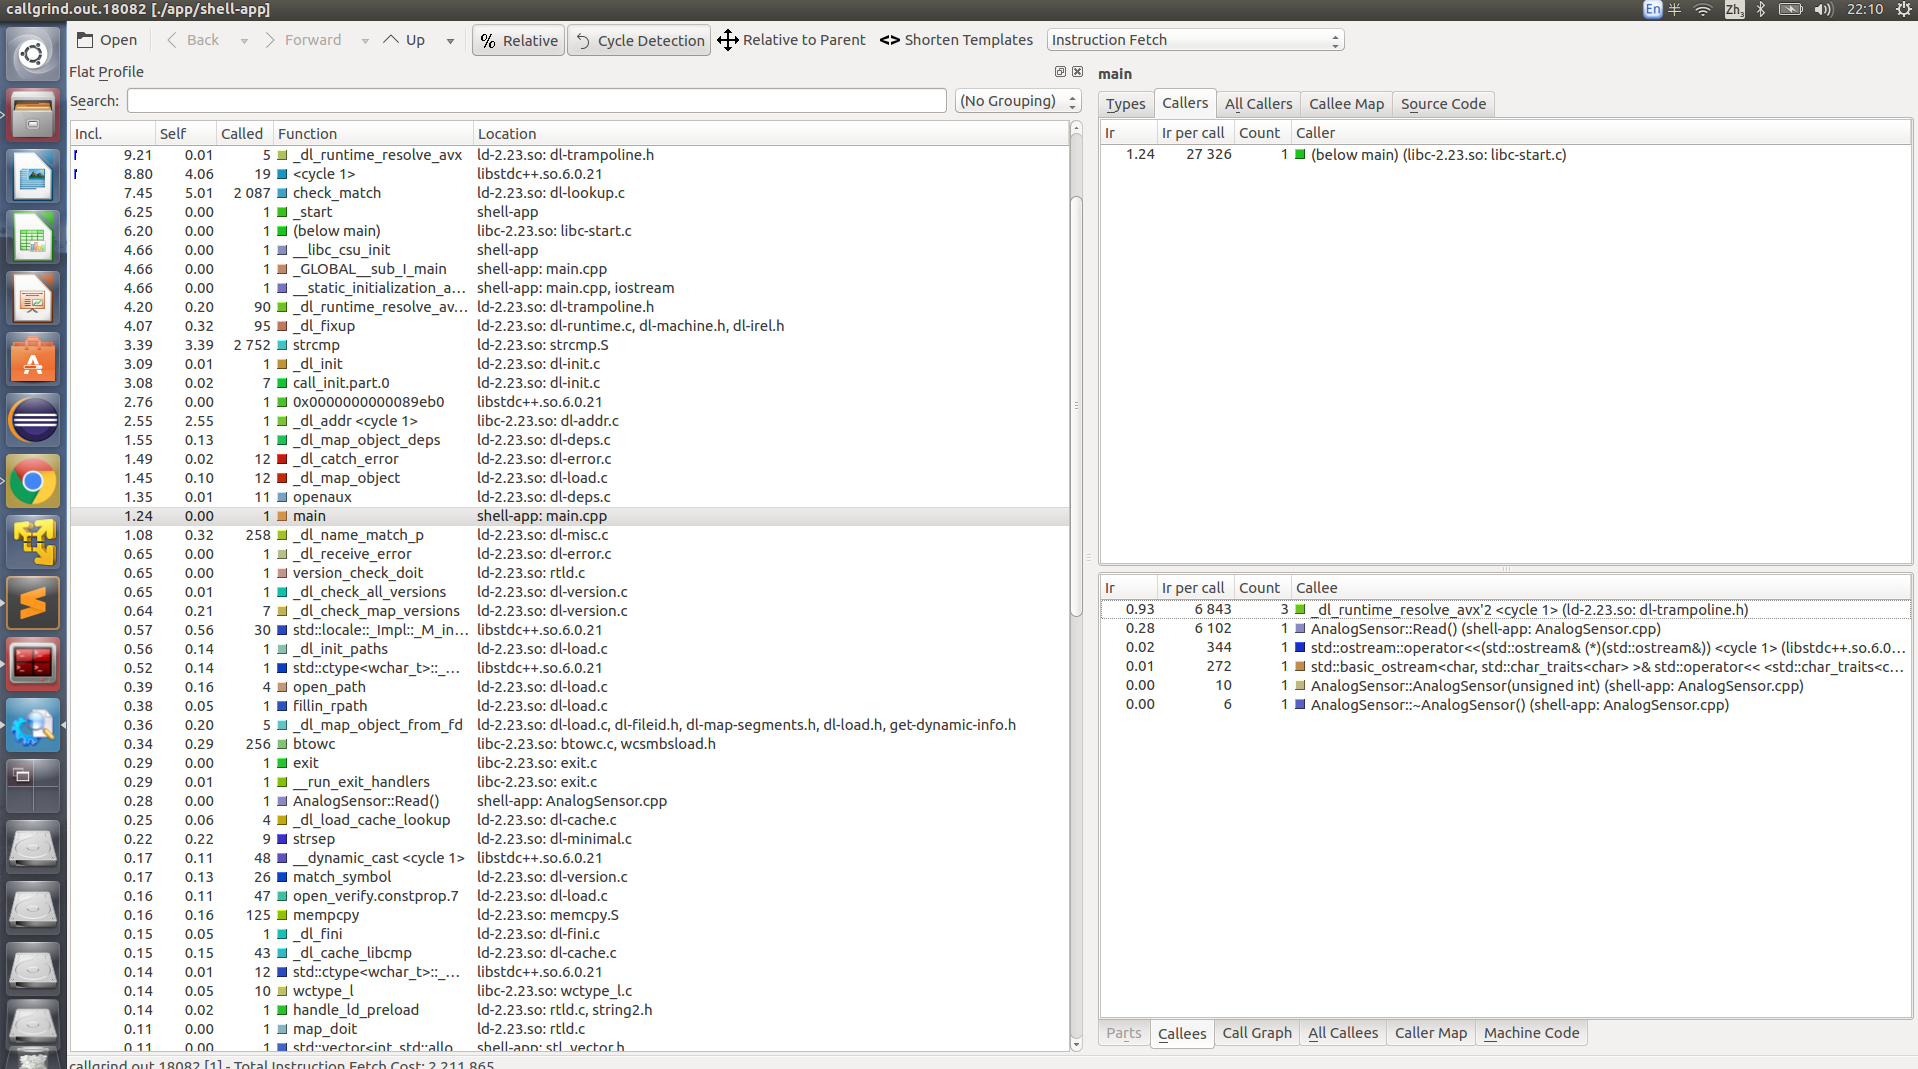 callgrind.out.18082 [./app/shell-app]
En 半 Zh3 22:10
Open Back Forward Up % Relative Cycle Detection Relative to Parent <> Shorten Templates Instruction Fetch
Flat Profile
Search: (No Grouping)
Incl. Self Called Function Location
9.21 0.01 5 _dl_runtime_resolve_avx ld-2.23.so: dl-trampoline.h
8.80 4.06 19 <cycle 1> libstdc++.so.6.0.21
7.45 5.01 2 087 check_match ld-2.23.so: dl-lookup.c
6.25 0.00 1 _start shell-app
6.20 0.00 1 (below main) libc-2.23.so: libc-start.c
4.66 0.00 1 __libc_csu_init shell-app
4.66 0.00 1 _GLOBAL__sub_I_main shell-app: main.cpp
4.66 0.00 1 __static_initialization_a... shell-app: main.cpp, iostream
4.20 0.20 90 _dl_runtime_resolve_av... ld-2.23.so: dl-trampoline.h
4.07 0.32 95 _dl_fixup ld-2.23.so: dl-runtime.c, dl-machine.h, dl-irel.h
3.39 3.39 2 752 strcmp ld-2.23.so: strcmp.S
3.09 0.01 1 _dl_init ld-2.23.so: dl-init.c
3.08 0.02 7 call_init.part.0 ld-2.23.so: dl-init.c
2.76 0.00 1 0x0000000000089eb0 libstdc++.so.6.0.21
2.55 2.55 1 _dl_addr <cycle 1> libc-2.23.so: dl-addr.c
1.55 0.13 1 _dl_map_object_deps ld-2.23.so: dl-deps.c
1.49 0.02 12 _dl_catch_error ld-2.23.so: dl-error.c
1.45 0.10 12 _dl_map_object ld-2.23.so: dl-load.c
1.35 0.01 11 openaux ld-2.23.so: dl-deps.c
1.24 0.00 1 main shell-app: main.cpp
1.08 0.32 258 _dl_name_match_p ld-2.23.so: dl-misc.c
0.65 0.00 1 _dl_receive_error ld-2.23.so: dl-error.c
0.65 0.00 1 version_check_doit ld-2.23.so: rtld.c
0.65 0.01 1 _dl_check_all_versions ld-2.23.so: dl-version.c
0.64 0.21 7 _dl_check_map_versions ld-2.23.so: dl-version.c
0.57 0.56 30 std::locale::_Impl::_M_in... libstdc++.so.6.0.21
0.56 0.14 1 _dl_init_paths ld-2.23.so: dl-load.c
0.52 0.14 1 std::ctype<wchar_t>::_... libstdc++.so.6.0.21
0.39 0.16 4 open_path ld-2.23.so: dl-load.c
0.38 0.05 1 fillin_rpath ld-2.23.so: dl-load.c
0.36 0.20 5 _dl_map_object_from_fd ld-2.23.so: dl-load.c, dl-fileid.h, dl-map-segments.h, dl-load.h, get-dynamic-info.h
0.34 0.29 256 btowc libc-2.23.so: btowc.c, wcsmbsload.h
0.29 0.00 1 exit libc-2.23.so: exit.c
0.29 0.01 1 __run_exit_handlers libc-2.23.so: exit.c
0.28 0.00 1 AnalogSensor::Read() shell-app: AnalogSensor.cpp
0.25 0.06 4 _dl_load_cache_lookup ld-2.23.so: dl-cache.c
0.22 0.22 9 strsep ld-2.23.so: dl-minimal.c
0.17 0.11 48 __dynamic_cast <cycle 1> libstdc++.so.6.0.21
0.17 0.13 26 match_symbol ld-2.23.so: dl-version.c
0.16 0.11 47 open_verify.constprop.7 ld-2.23.so: dl-load.c
0.16 0.16 125 mempcpy ld-2.23.so: memcpy.S
0.15 0.05 1 _dl_fini ld-2.23.so: dl-fini.c
0.15 0.15 43 _dl_cache_libcmp ld-2.23.so: dl-cache.c
0.14 0.01 12 std::ctype<wchar_t>::_... libstdc++.so.6.0.21
0.14 0.05 10 wctype_l libc-2.23.so: wctype_l.c
0.14 0.02 1 handle_ld_preload ld-2.23.so: rtld.c, string2.h
0.11 0.00 1 map_doit ld-2.23.so: rtld.c
0.11 0.00 1 std::vector<int, std::allo... shell-app: stl_vector.h
callgrind.out.18082 [1] - Total Instruction Fetch Cost: 2 211 865
main
Types Callers All Callers Callee Map Source Code
Ir Ir per call Count Caller
1.24 27 326 1 (below main) (libc-2.23.so: libc-start.c)
Ir Ir per call Count Callee
0.93 6 843 3 _dl_runtime_resolve_avx'2 <cycle 1> (ld-2.23.so: dl-trampoline.h)
0.28 6 102 1 AnalogSensor::Read() (shell-app: AnalogSensor.cpp)
0.02 344 1 std::ostream::operator<<(std::ostream& (*)(std::ostream&)) <cycle 1> (libstdc++.so.6.0...
0.01 272 1 std::basic_ostream<char, std::char_traits<char> >& std::operator<< <std::char_traits<c...
0.00 10 1 AnalogSensor::AnalogSensor(unsigned int) (shell-app: AnalogSensor.cpp)
0.00 6 1 AnalogSensor::~AnalogSensor() (shell-app: AnalogSensor.cpp)
Parts Callees Call Graph All Callees Caller Map Machine Code